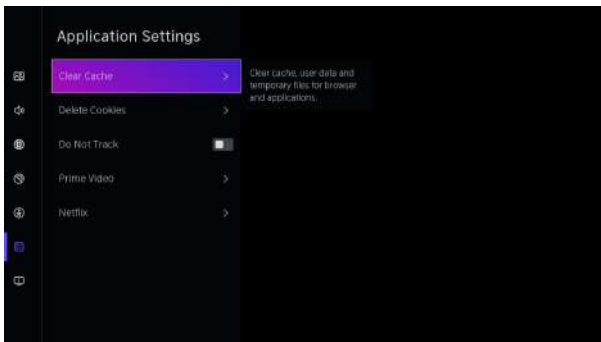 Application Settings
Clear Cache
Clear cache, user data and
temporary files for browser
and applications.
Delete Cookies
Do Not Track
Prime Video
Netflix